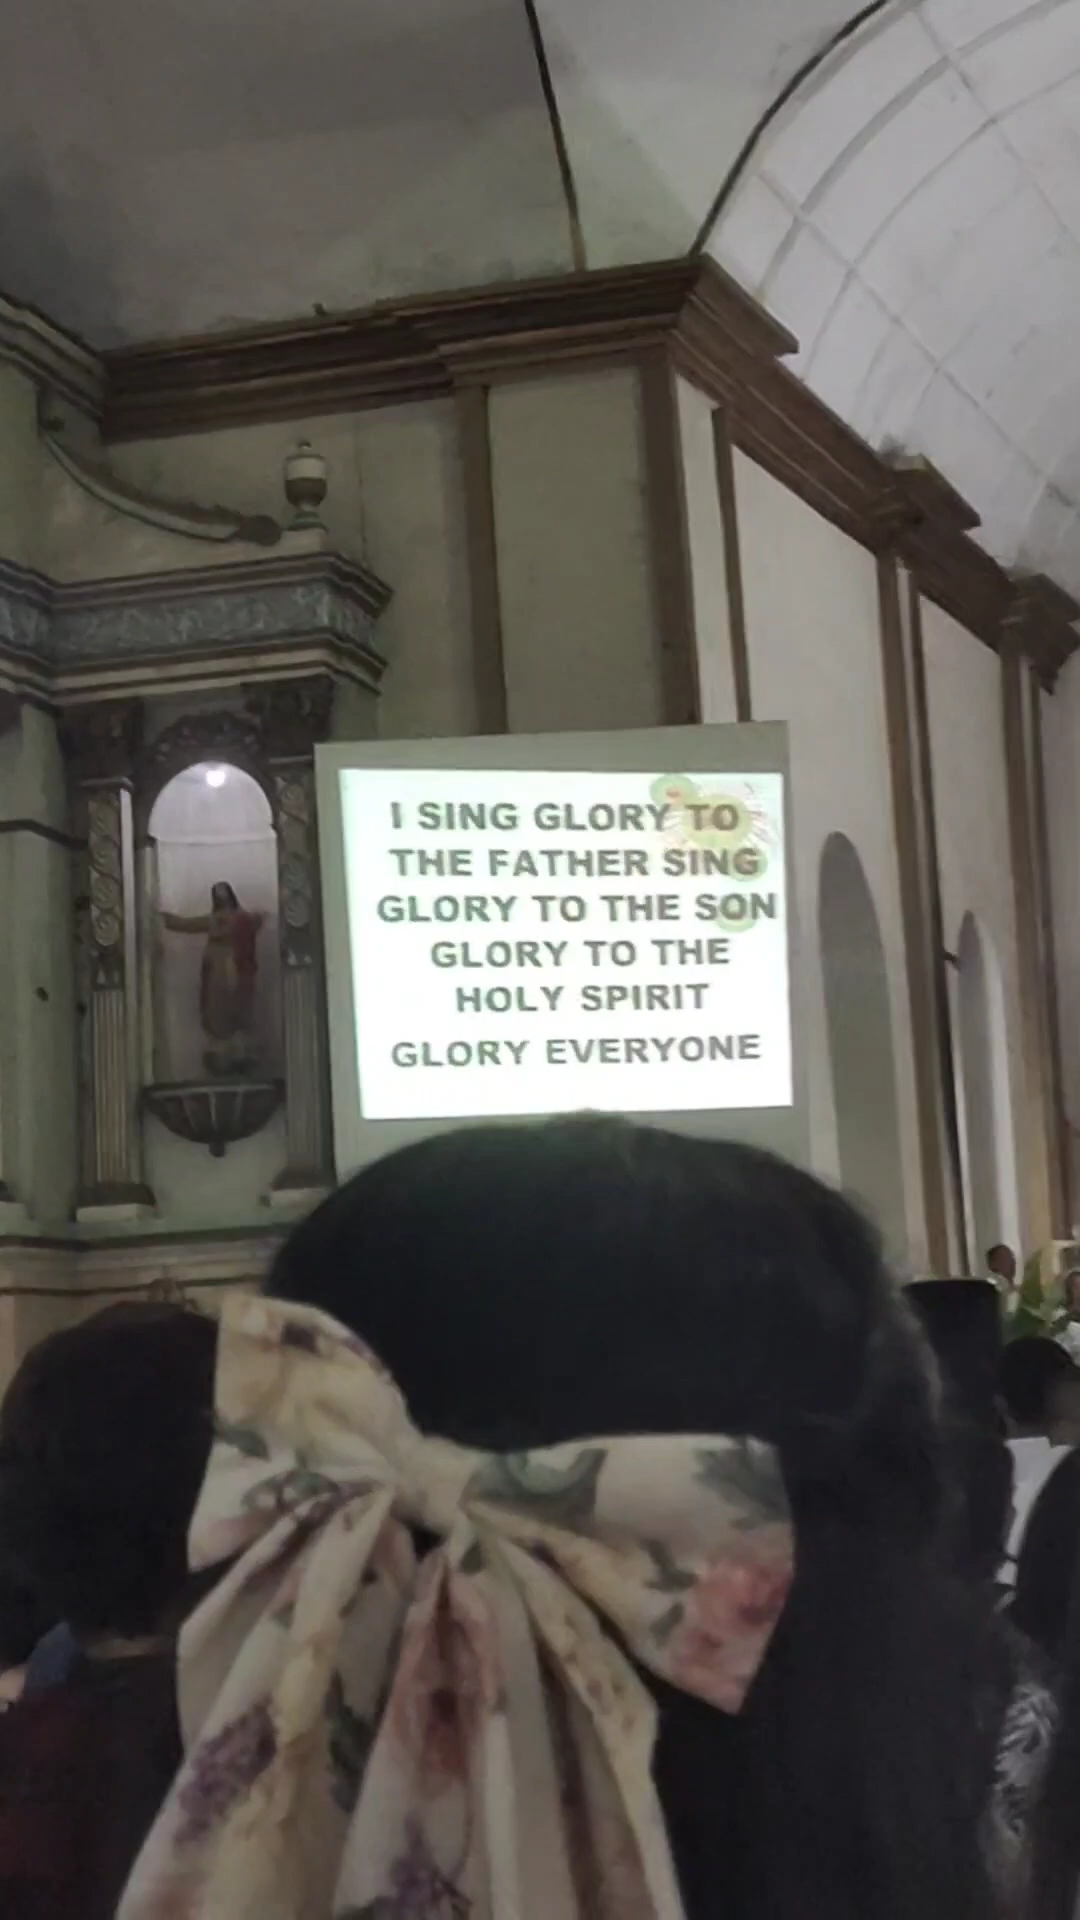 I SING GLORY TO
THE FATHER SING
GLORY TO THE SON
GLORY TO THE
HOLY SPIRIT
GLORY EVERYONE